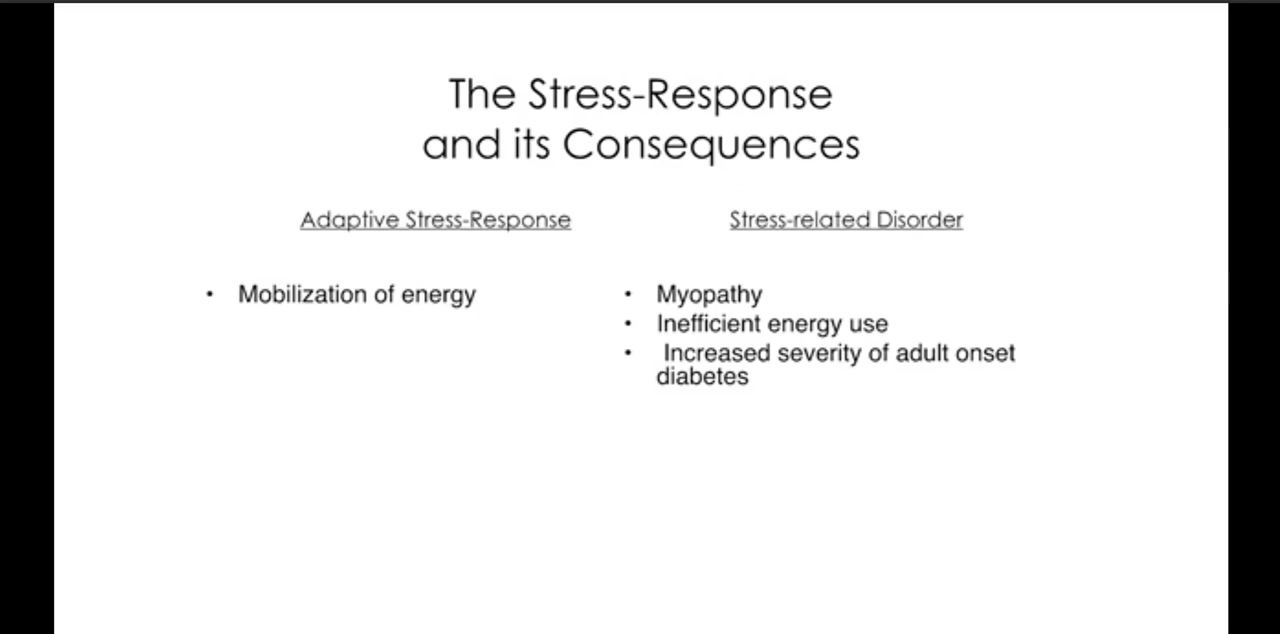 The Stress-Response
and its Consequences
Adaptive Stress-Response
Stress-related Disorder
• Mobilization of energy
• Myopathy
• Inefficient energy use
• Increased severity of adult onset
diabetes